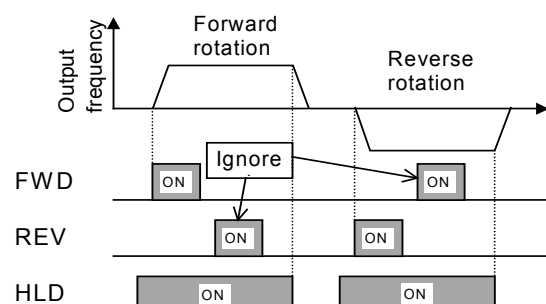 Forward
rotation
Reverse
rotation
Output
frequency
Ignore
FWD
ON
ON
REV
ON
ON
HLD
ON
ON